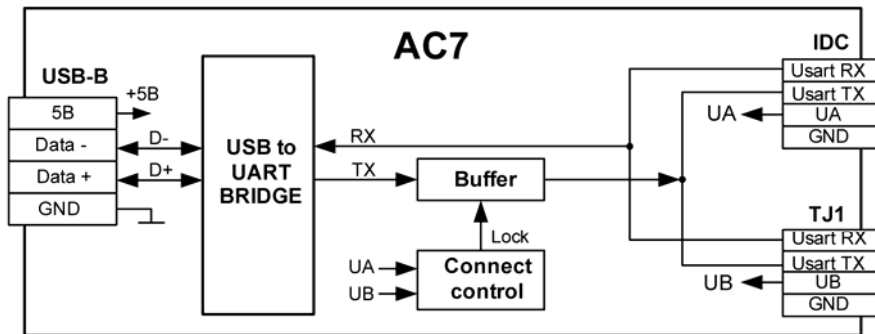 AC7
USB-B
5B
Data -
Data +
GND
+5B
D-
D+
USB to
UART
BRIDGE
RX
TX
Buffer
Lock
UA
UB
Connect
control
IDC
Usart RX
Usart TX
UA
GND
UA
TJ1
Usart RX
Usart TX
UB
GND
UB